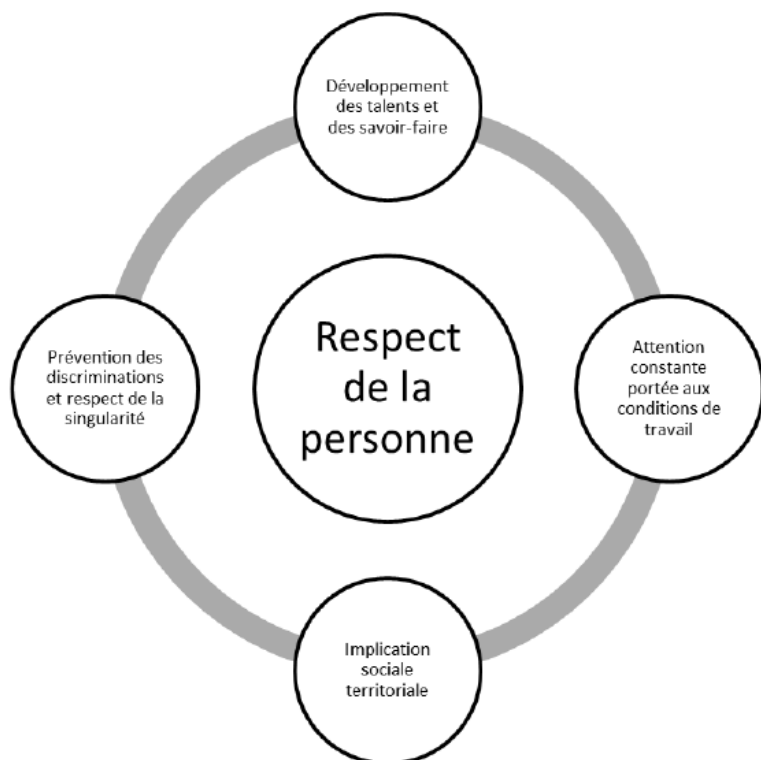 Développement
des talents et
des savoir-faire
Prévention des
discriminations
et respect de la
singularité
Respect
de la
personne
Attention
constante
portée aux
conditions de
travail
Implication
sociale
territoriale